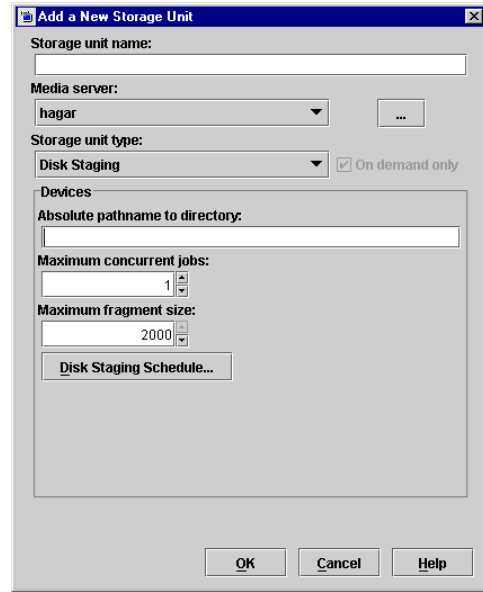 Add a New Storage Unit
Storage unit name:
Media server:
hagar
...
Storage unit type:
Disk Staging
On demand only
Devices
Absolute pathname to directory:
Maximum concurrent jobs:
1
Maximum fragment size:
2000
Disk Staging Schedule...
OK Cancel Help